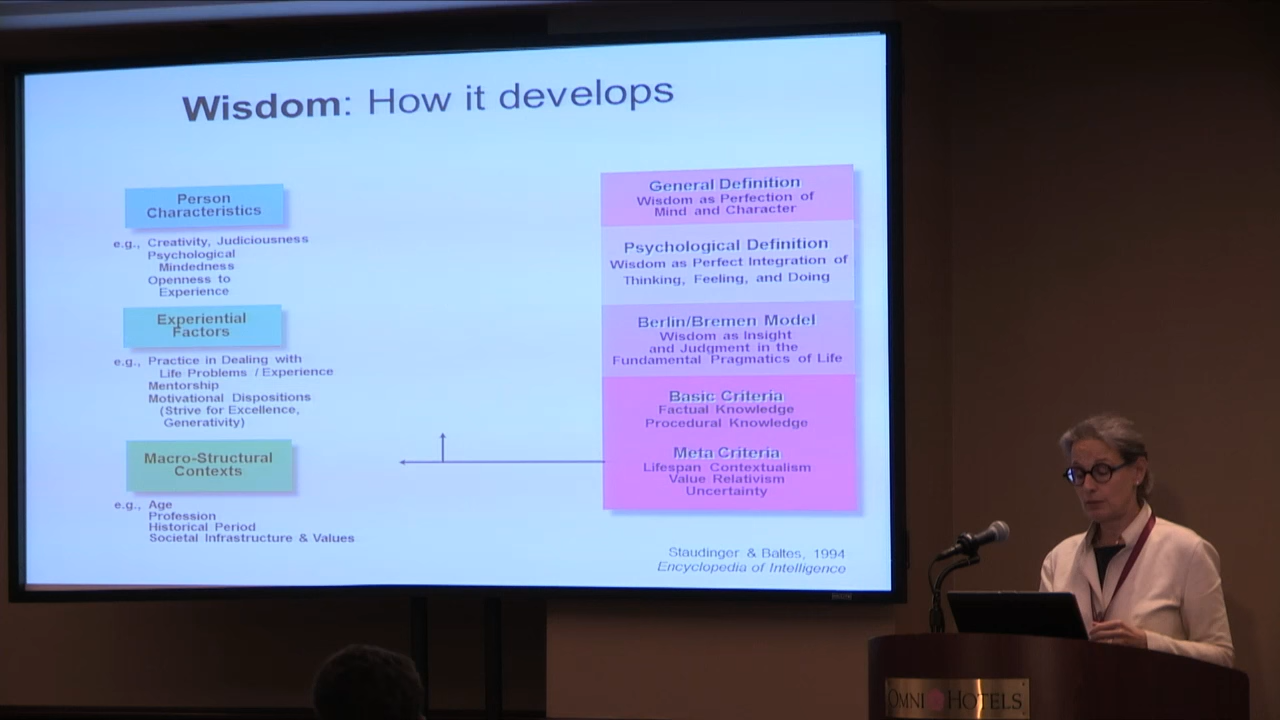 Wisdom: How it develops
Person
Characteristics
e.g., Creativity, Judiciousness
Psychological
Mindedness
Openness to
Experience
Experiential
Factors
e.g., Practice in Dealing with
Life Problems / Experience
Mentorship
Motivational Dispositions
(Strive for Excellence,
Generativity)
Macro-Structural
Contexts
e.g., Age
Profession
Historical Period
Societal Infrastructure & Values
General Definition
Wisdom as Perfection of
Mind and Character
Psychological Definition
Wisdom as Perfect Integration of
Thinking, Feeling, and Doing
Berlin/Bremen Model
Wisdom as Insight
and Judgment in the
Fundamental Pragmatics of Life
Basic Criteria
Factual Knowledge
Procedural Knowledge
Meta Criteria
Lifespan Contextualism
Value Relativism
Uncertainty
Staudinger & Baltes, 1994
Encyclopedia of Intelligence
OMNI HOTELS